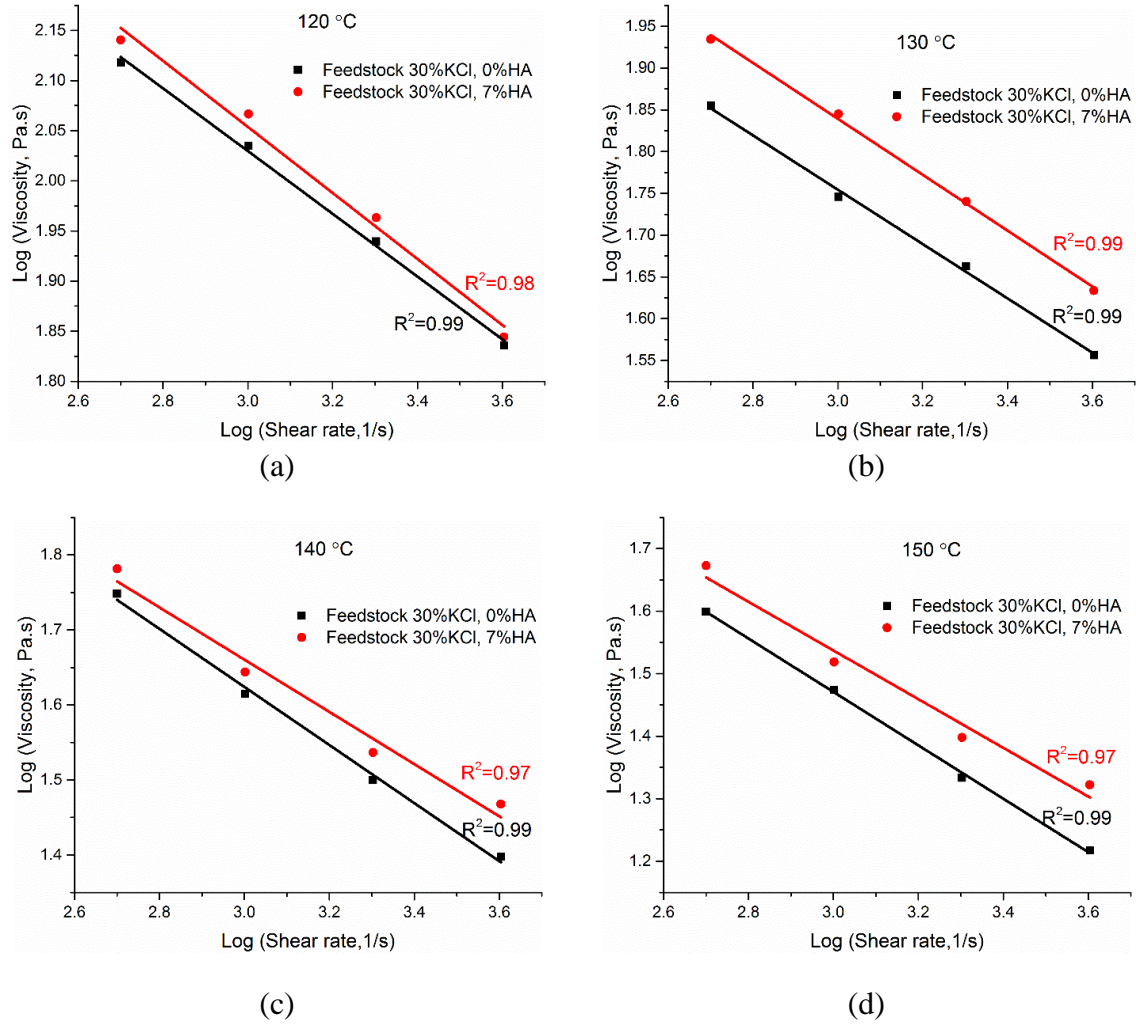 120 °C
Feedstock 30%KCl, 0%HA
Feedstock 30%KCl, 7%HA
2.15
2.10
2.05
2.00
1.95
1.90
1.85
1.80
Log (Viscosity, Pa.s)
R²=0.98
R²=0.99
2.6 2.8 3.0 3.2 3.4 3.6
Log (Shear rate,1/s)
(a)
130 °C
Feedstock 30%KCl, 0%HA
Feedstock 30%KCl, 7%HA
1.95
1.90
1.85
1.80
1.75
1.70
1.65
1.60
1.55
Log (Viscosity, Pa.s)
R²=0.99
R²=0.99
2.6 2.8 3.0 3.2 3.4 3.6
Log (Shear rate,1/s)
(b)
140 °C
Feedstock 30%KCl, 0%HA
Feedstock 30%KCl, 7%HA
1.8
1.7
1.6
1.5
1.4
Log (Viscosity, Pa.s)
R²=0.97
R²=0.99
2.6 2.8 3.0 3.2 3.4 3.6
Log (Shear rate,1/s)
(c)
150 °C
Feedstock 30%KCl, 0%HA
Feedstock 30%KCl, 7%HA
1.7
1.6
1.5
1.4
1.3
1.2
Log (Viscosity, Pa.s)
R²=0.97
R²=0.99
2.6 2.8 3.0 3.2 3.4 3.6
Log (Shear rate,1/s)
(d)